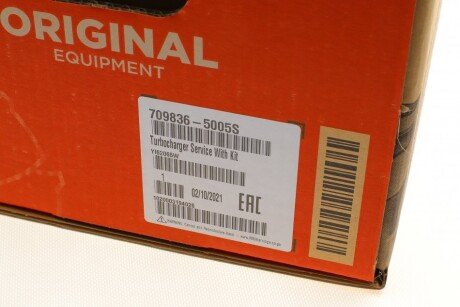 ORIGINAL
EQUIPMENT
709836-5005S
Turbocharger Service With Kit
1
02/10/2021
EAC